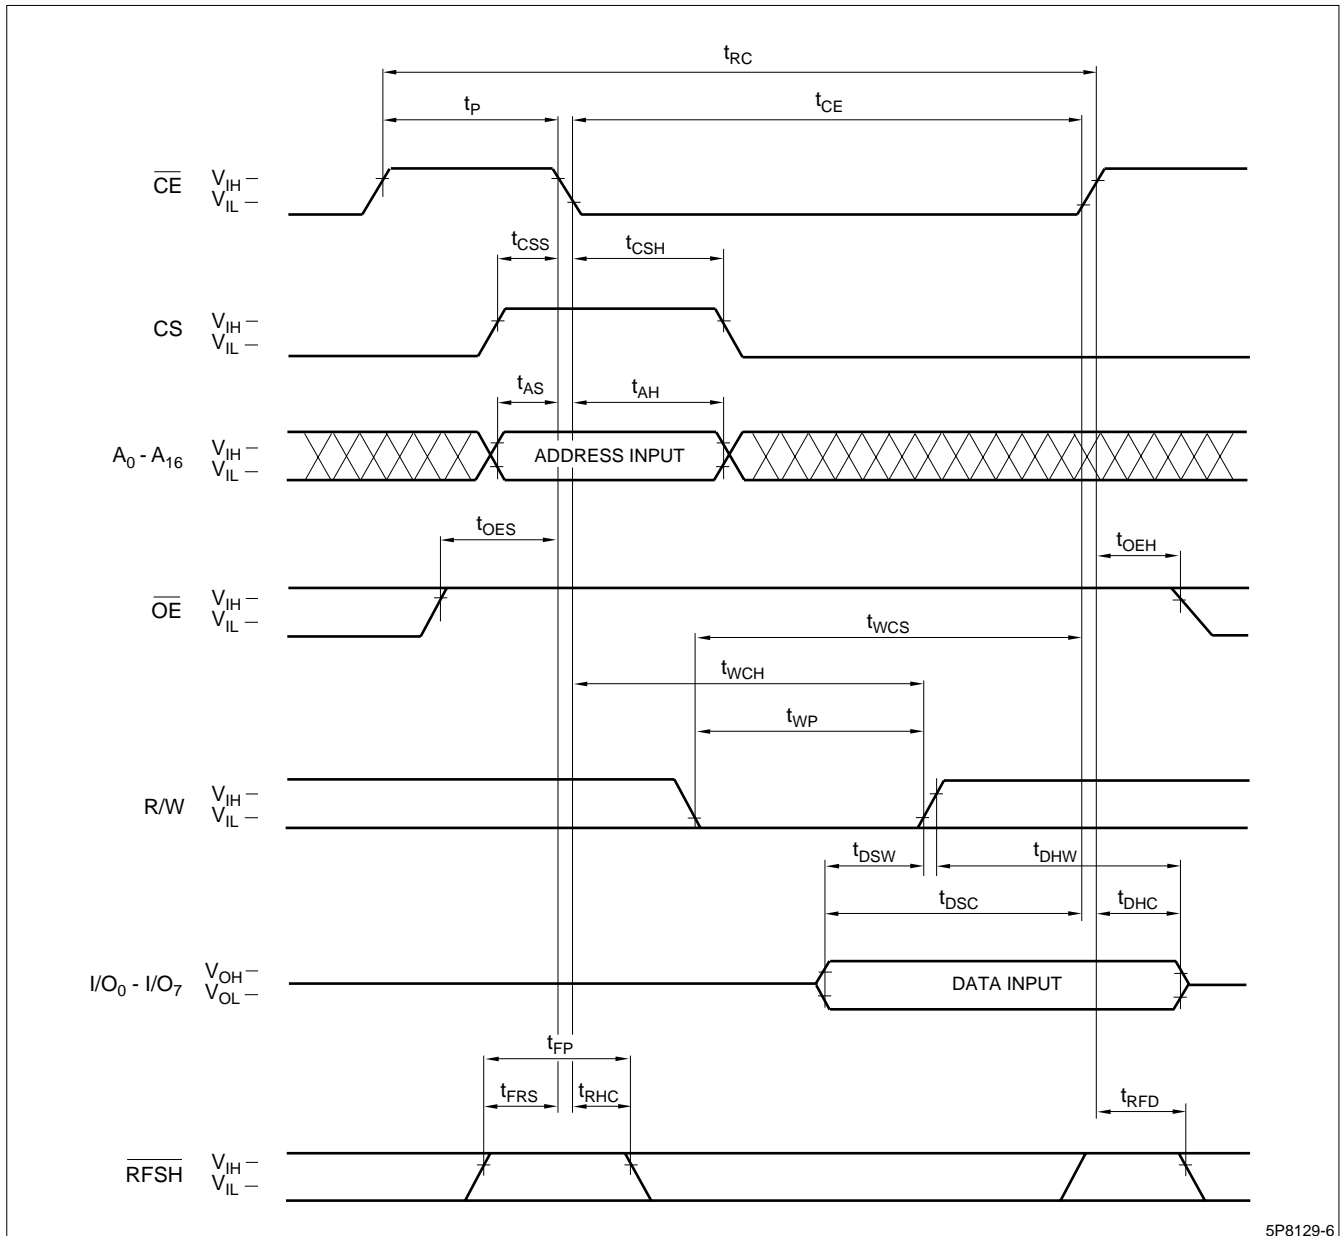 tRC
tP
tCE
CE
VIH
VIL
tCSS
tCSH
CS
VIH
VIL
tAS
tAH
A0 - A16
VIH
VIL
ADDRESS INPUT
tOES
tOEH
OE
VIH
VIL
tWCS
tWCH
tWP
R/W
VIH
VIL
tDSW
tDHW
tDSC
tDHC
I/O0 - I/O7
VOH
VOL
DATA INPUT
tFP
tFRS
tRHC
tRFD
RFSH
VIH
VIL
5P8129-6